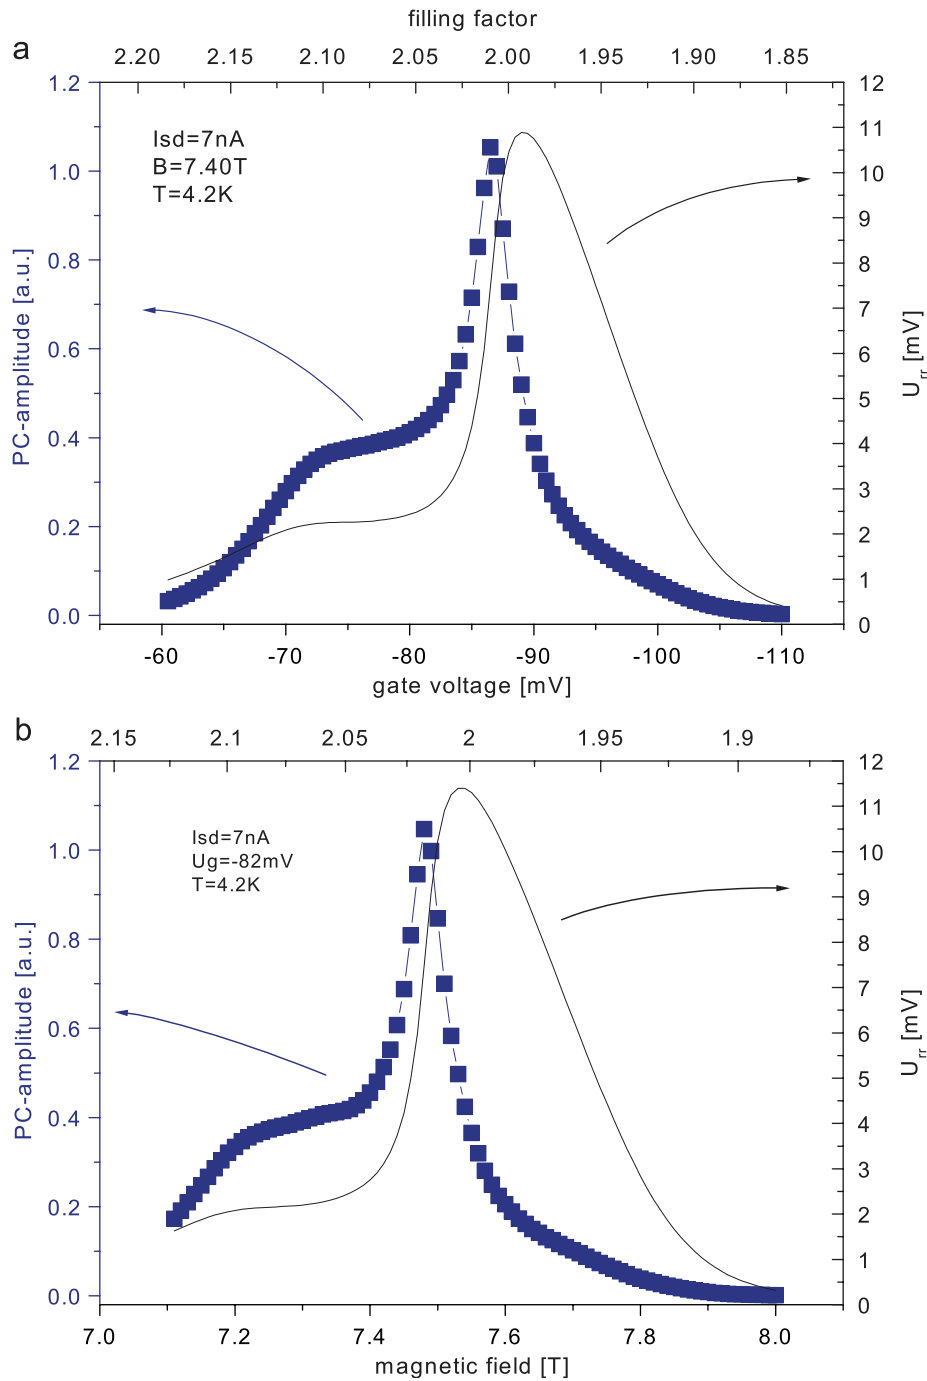 filling factor
a
2.20 2.15 2.10 2.05 2.00 1.95 1.90 1.85
1.2 12
Isd=7nA
B=7.40T
T=4.2K
11
1.0 10
9
0.8 8
7
0.6 6
5
0.4 4
3
0.2 2
1
0.0 0
PC-amplitude [a.u.]
Urr [mV]
-60 -70 -80 -90 -100 -110
gate voltage [mV]
b
2.15 2.1 2.05 2 1.95 1.9
1.2 12
Isd=7nA
Ug=-82mV
T=4.2K
11
1.0 10
9
0.8 8
7
0.6 6
5
0.4 4
3
0.2 2
1
0.0 0
PC-amplitude [a.u.]
Urr [mV]
7.0 7.2 7.4 7.6 7.8 8.0
magnetic field [T]